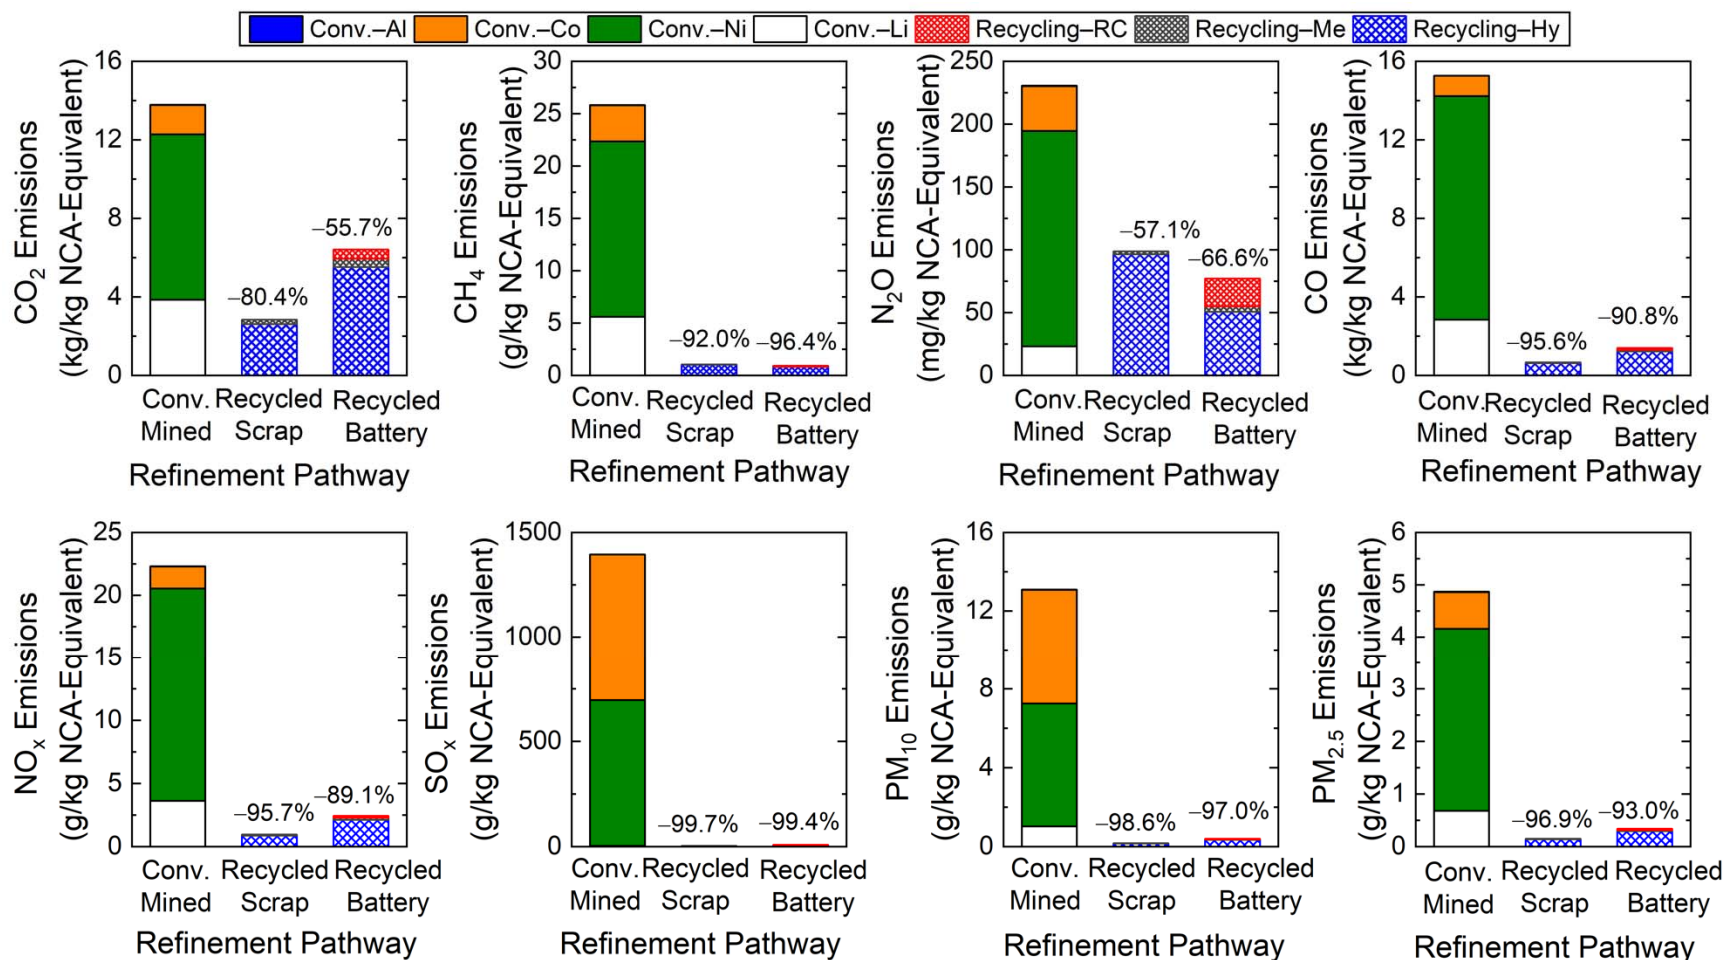 Conv.–Al Conv.–Co Conv.–Ni Conv.–Li Recycling–RC Recycling–Me Recycling–Hy
CO2 Emissions
(kg/kg NCA-Equivalent)
16
12
8
4
0
−80.4%
−55.7%
Conv. Mined
Recycled Scrap
Recycled Battery
Refinement Pathway
CH4 Emissions
(g/kg NCA-Equivalent)
30
25
20
15
10
5
0
−92.0%
−96.4%
Conv. Mined
Recycled Scrap
Recycled Battery
Refinement Pathway
N2O Emissions
(mg/kg NCA-Equivalent)
250
200
150
100
50
0
−57.1%
−66.6%
Conv. Mined
Recycled Scrap
Recycled Battery
Refinement Pathway
CO Emissions
(kg/kg NCA-Equivalent)
16
12
8
4
0
−95.6%
−90.8%
Conv. Mined
Recycled Scrap
Recycled Battery
Refinement Pathway
NOx Emissions
(g/kg NCA-Equivalent)
25
20
15
10
5
0
−95.7%
−89.1%
Conv. Mined
Recycled Scrap
Recycled Battery
Refinement Pathway
SOx Emissions
(g/kg NCA-Equivalent)
1500
1000
500
0
−99.7%
−99.4%
Conv. Mined
Recycled Scrap
Recycled Battery
Refinement Pathway
PM10 Emissions
(g/kg NCA-Equivalent)
16
12
8
4
0
−98.6%
−97.0%
Conv. Mined
Recycled Scrap
Recycled Battery
Refinement Pathway
PM2.5 Emissions
(g/kg NCA-Equivalent)
6
5
4
3
2
1
0
−96.9%
−93.0%
Conv. Mined
Recycled Scrap
Recycled Battery
Refinement Pathway